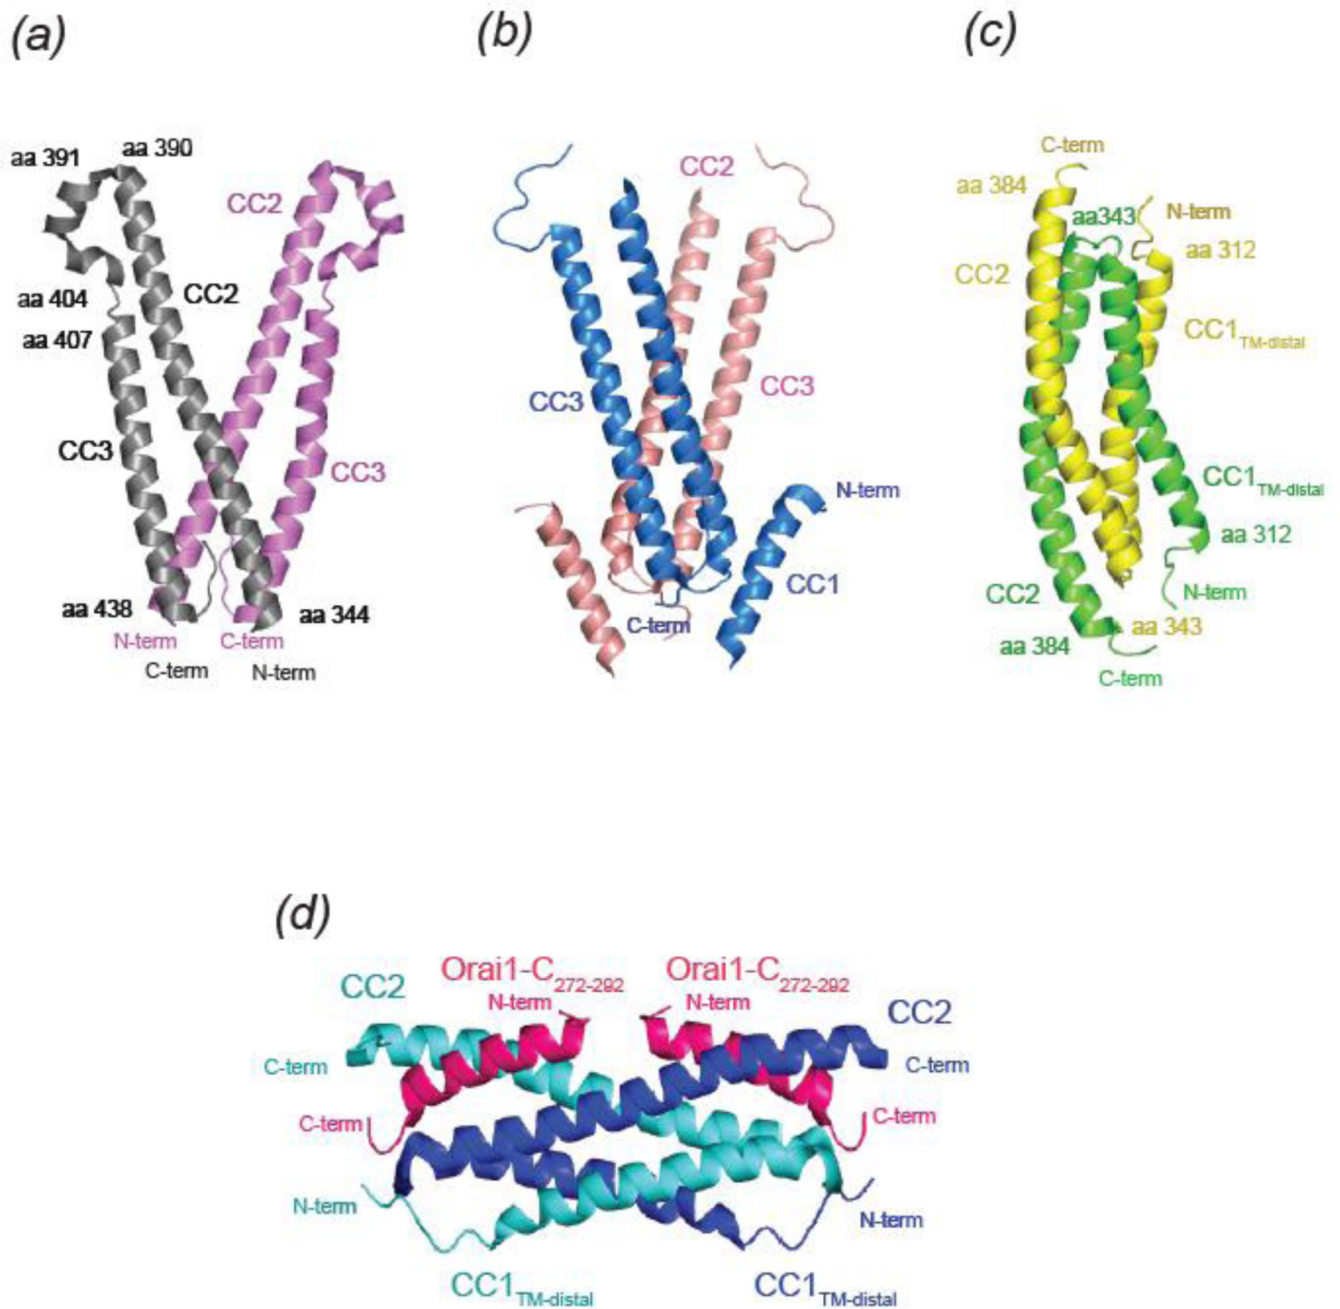 (a)
(b)
(c)
aa 391
aa 390
CC2
CC2
aa 404
aa 407
CC3
CC3
aa 438
aa 344
N-term
C-term
C-term
N-term
CC2
CC3
CC3
N-term
CC1
C-term
C-term
aa 384
aa343
N-term
aa 312
CC2
CC1TM-distal
CC1TM-distal
aa 312
CC2
N-term
aa 384
aa 343
C-term
(d)
Orai1-C272-292
Orai1-C272-292
CC2
N-term
N-term
CC2
C-term
C-term
C-term
C-term
N-term
N-term
CC1TM-distal
CC1TM-distal